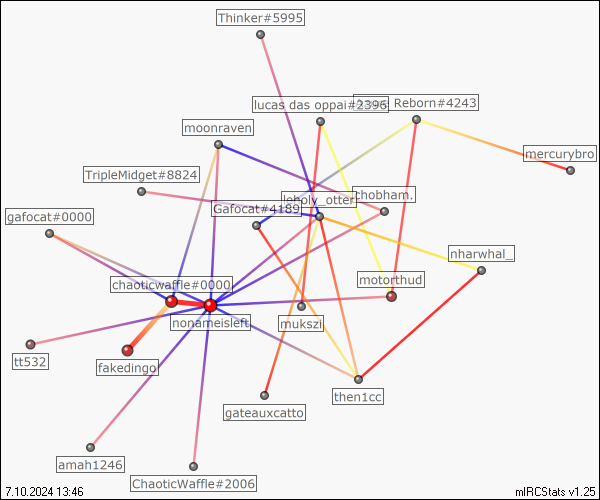 Thinker#5995
lucas das oppai#2396
Reborn#4243
moonraven
mercurybro
TripleMidget#8824
chobham.
Gafocat#4189
gafocat#0000
nharwhal_
motorthud
chaoticwaffle#0000
nonameisleft
mukszi
tt532
fakedingo
then1cc
gateauxcatto
amah1246
ChaoticWaffle#2006
7.10.2024 13:46
mIRCStats v1.25